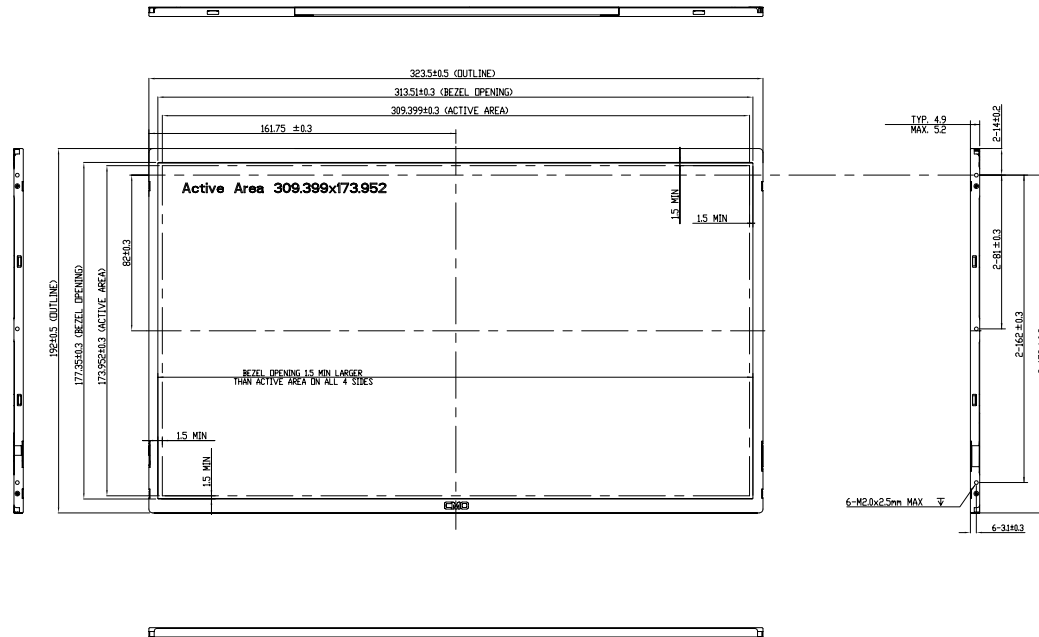 323.5±0.5 (OUTLINE)
313.51±0.3 (BEZEL OPENING)
309.399±0.3 (ACTIVE AREA)
161.75 ±0.3
TYP. 4.9
MAX. 5.2
2-14±0.2
Active Area 309.399x173.952
1.5 MIN
1.5 MIN
82±0.3
2-81±0.3
192±0.5 (OUTLINE)
177.35±0.3 (BEZEL OPENING)
173.952±0.3 (ACTIVE AREA)
2-162±0.3
BEZEL OPENING 1.5 MIN LARGER
THAN ACTIVE AREA ON ALL 4 SIDES
1.5 MIN
1.5 MIN
CMO
6-M2.0x2.5mm MAX
6-3.1±0.3